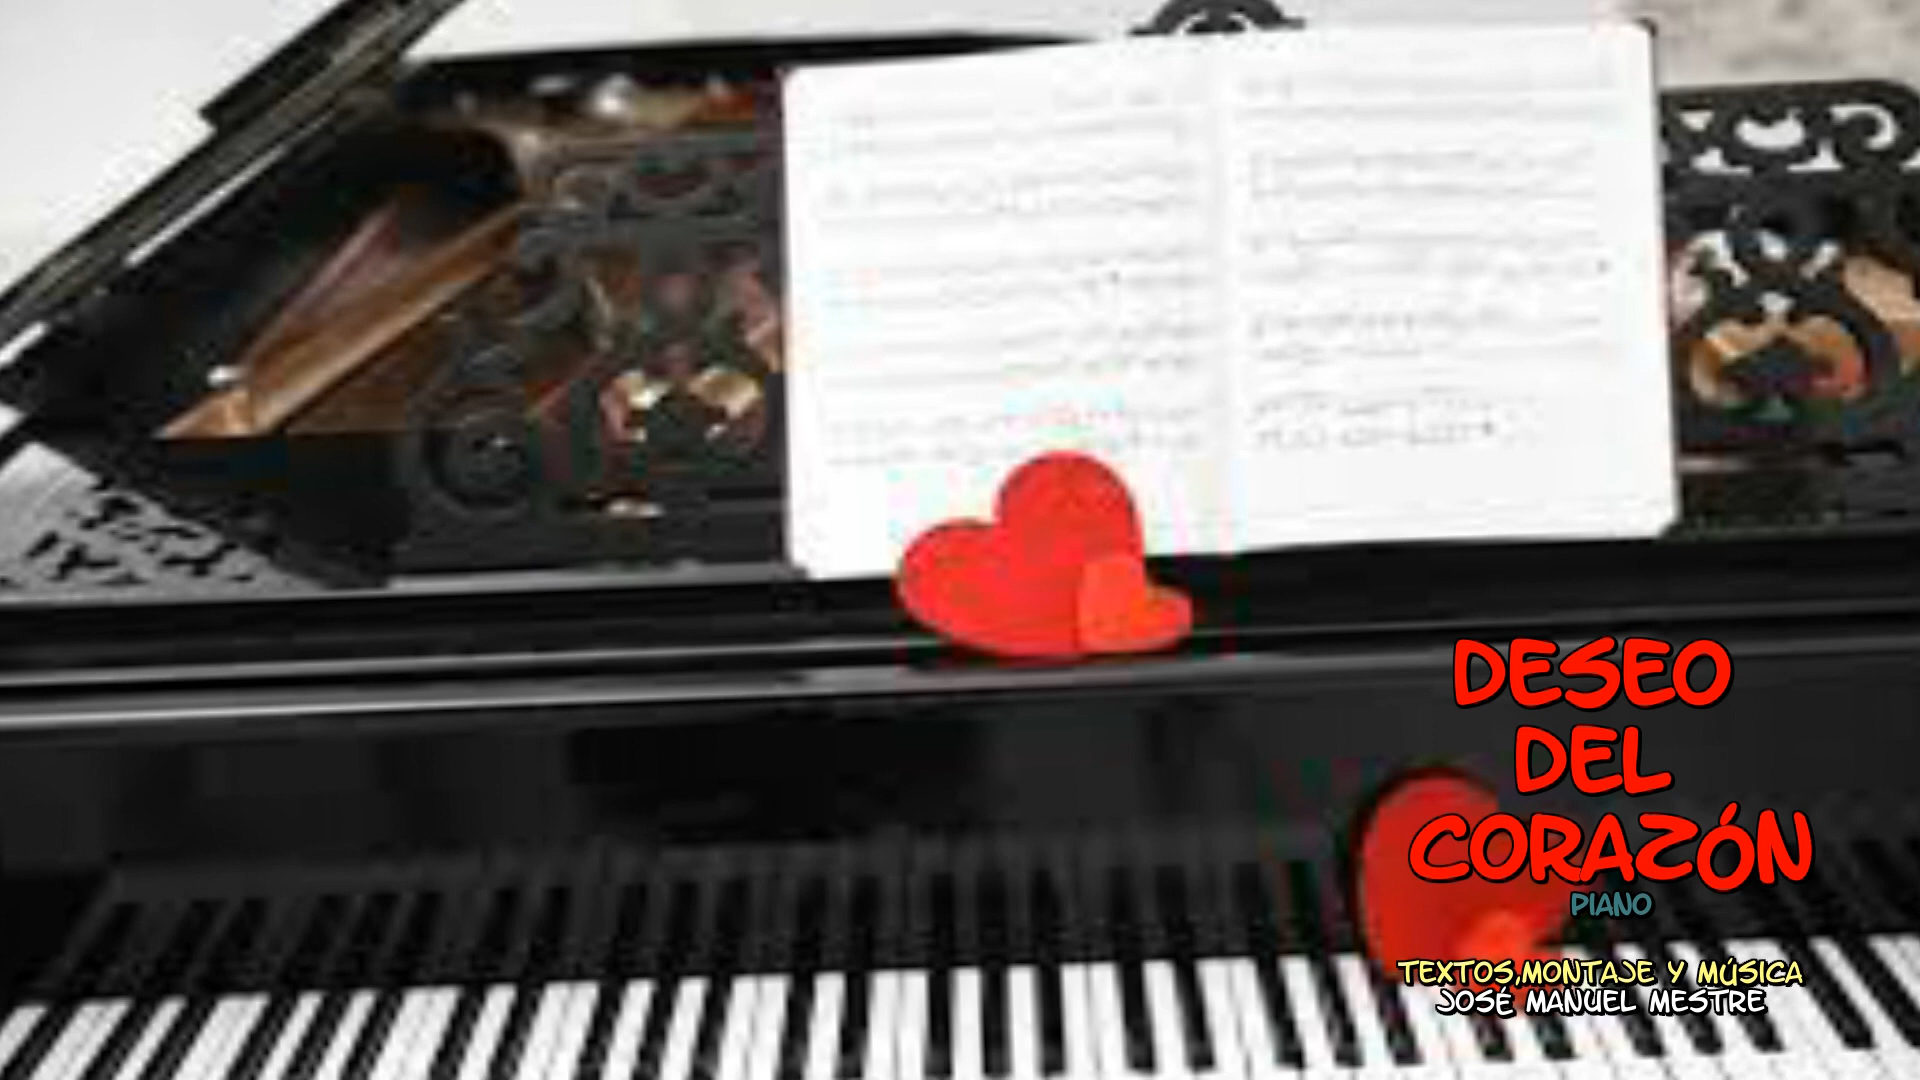 DESEO
DEL
CORAZÓN
PIANO
TEXTOS,MONTAJE Y MÚSICA
JOSÉ MANUEL MESTRE